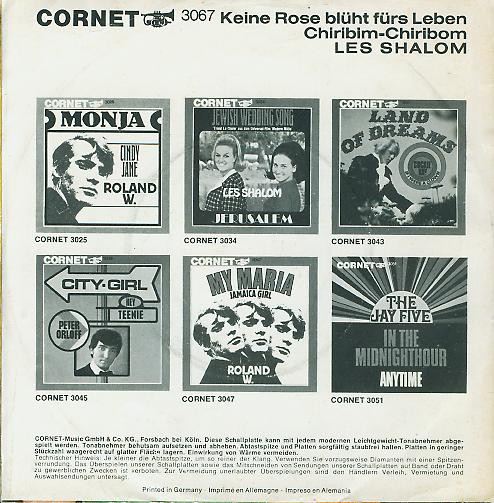 CORNET 3067 Keine Rose blüht fürs Leben
Chiribim-Chiribom
LES SHALOM
CORNET 3025
MONJA
CINDY
JANE
ROLAND
W.
CORNET 3025
CORNET 3034
JEWISH WEDDING SONG
LES SHALOM
JERUSALEM
CORNET 3034
CORNET
LAND
OF DREAMS
CORNET 3043
CORNET
CITY-GIRL
HEY
TEENIE
PETER
ORLOFF
CORNET 3045
CORNET 3047
MY MARIA
JAMAICA GIRL
ROLAND
W.
CORNET 3047
CORNET 3051
THE
JAY FIVE
IN THE
MIDNIGHTHOUR
ANYTIME
CORNET 3051
CORNET-Music GmbH & Co. KG., Forsbach bei Köln. Diese Schallplatte kann mit jedem modernen Leichtgewicht-Tonabnehmer abge-
spielt werden. Tonabnehmer behutsam aufsetzen und abheben. Abtastspitze und Platten sorgfältig staubfrei halten. Platten in geringer
Stückzahl waagerecht auf glatter Fläche lagern. Einwirkung von Wärme vermeiden.
Technischer Hinweis: Je kleiner die Abtastspitze, um so reiner der Klang. Verwenden Sie vorzugsweise Diamanten mit einer Spitzen-
verrundung. Das Überspielen unserer Schallplatten sowie das Mitschneiden von Sendungen unserer Schallplatten auf Band oder Draht
zu gewerblichen Zwecken ist verboten. Zur Vermeidung unerlaubter Überspielungen sind den Händlern Verleih, Vermietung und
Auswahlsendungen untersagt.
Printed in Germany - Imprimé en Allemagne - Impreso en Alemania